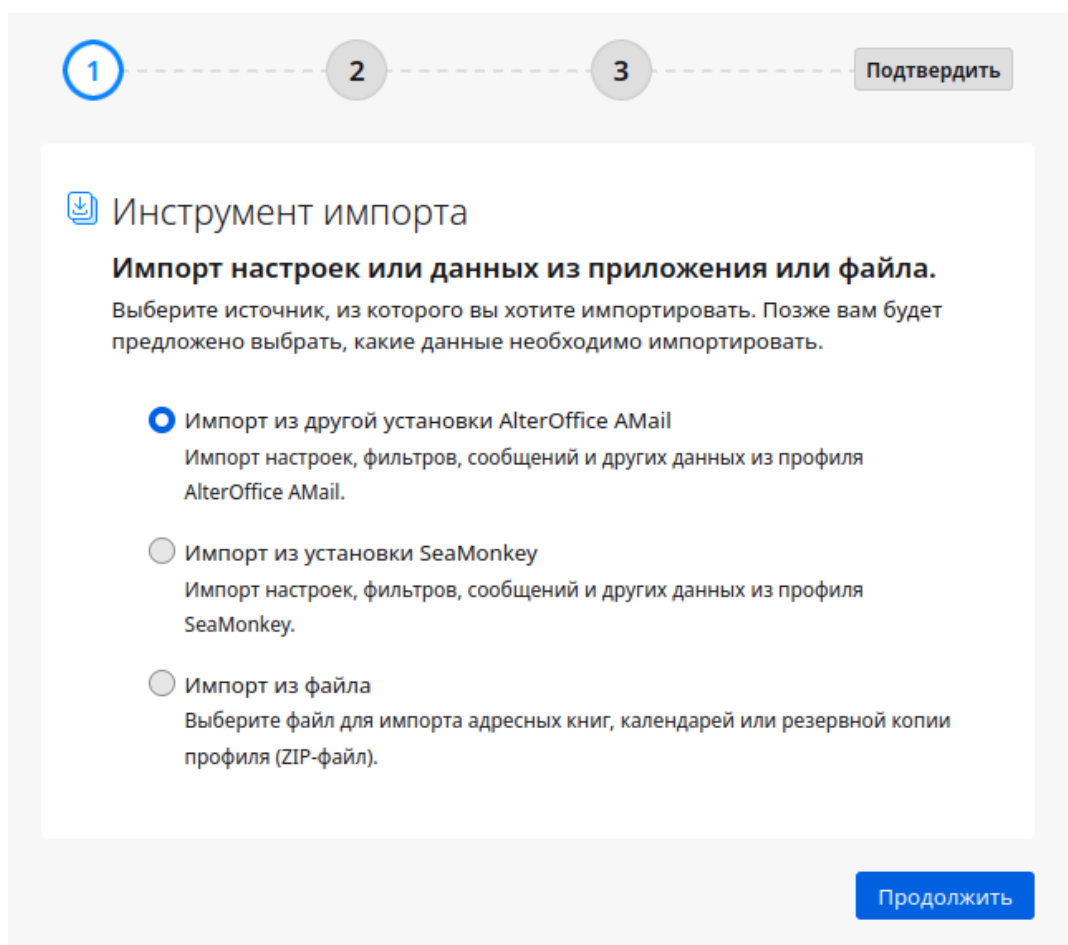 1
2
3
Подтвердить
Инструмент импорта
Импорт настроек или данных из приложения или файла.
Выберите источник, из которого вы хотите импортировать. Позже вам будет
предложено выбрать, какие данные необходимо импортировать.
Импорт из другой установки AlterOffice AMail
Импорт настроек, фильтров, сообщений и других данных из профиля
AlterOffice AMail.
Импорт из установки SeaMonkey
Импорт настроек, фильтров, сообщений и других данных из профиля
SeaMonkey.
Импорт из файла
Выберите файл для импорта адресных книг, календарей или резервной копии
профиля (ZIP-файл).
Продолжить